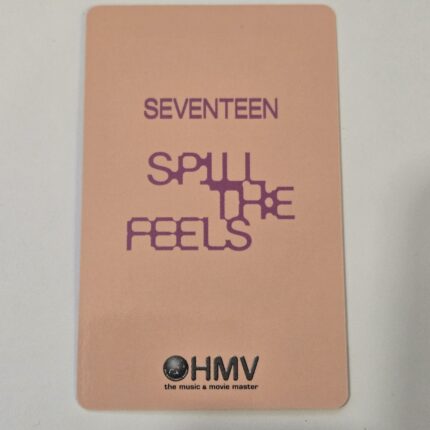 SEVENTEEN
SPILL
THE
FEELS
HMV
the music & movie master